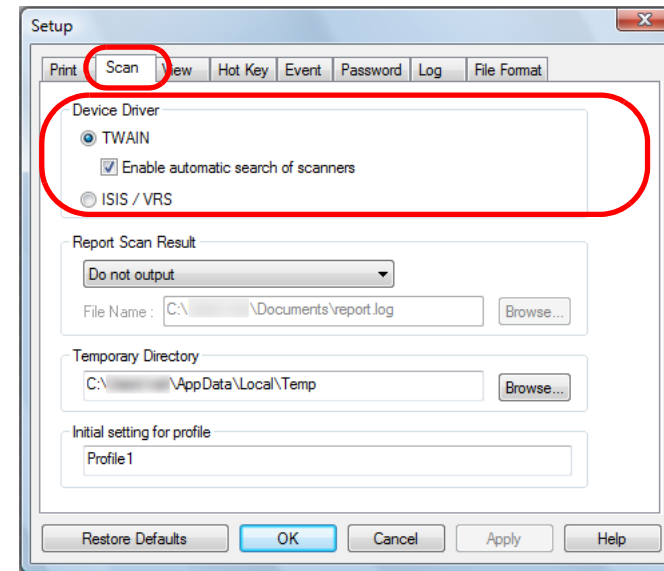 Setup
Print Scan View Hot Key Event Password Log File Format
Device Driver
TWAIN
Enable automatic search of scanners
ISIS / VRS
Report Scan Result
Do not output
File Name : C:\ \Documents\report.log Browse...
Temporary Directory
C:\ \AppData\Local\Temp Browse...
Initial setting for profile
Profile1
Restore Defaults OK Cancel Apply Help